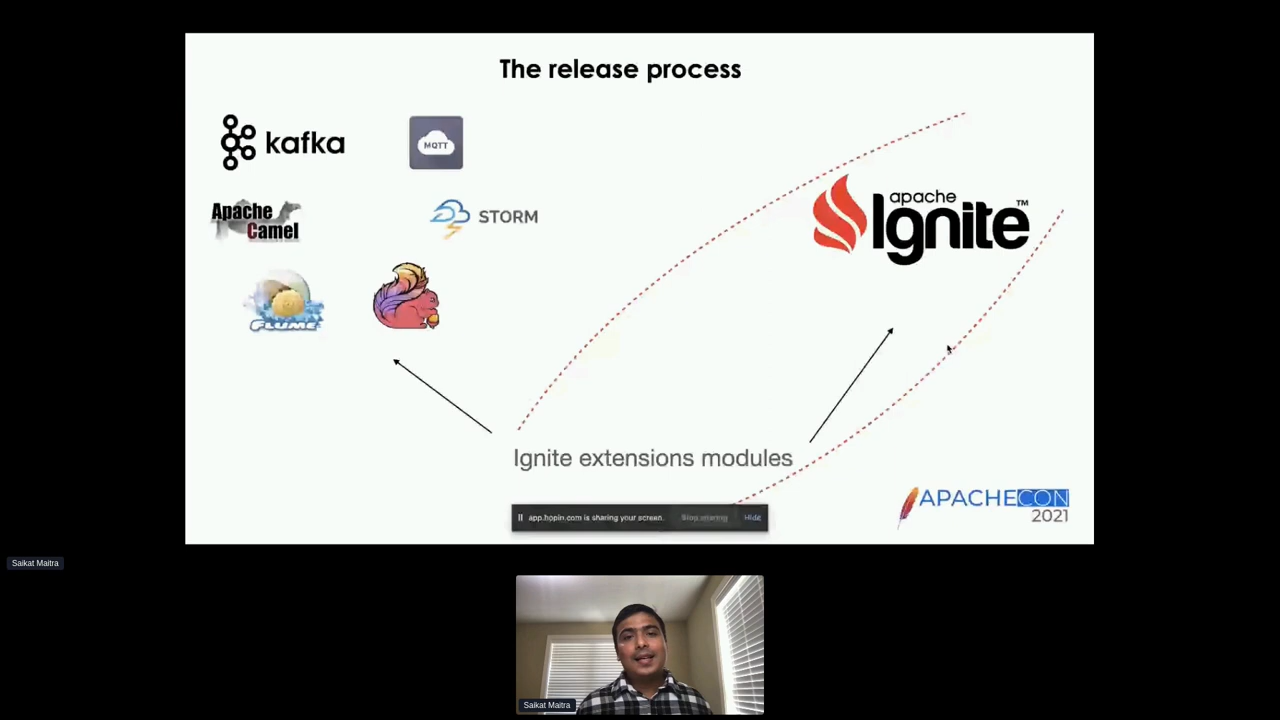 The release process
kafka
MQTT
Apache
Camel
STORM
FLUME
apache
Ignite™
Ignite extensions modules
app.hopin.com is sharing your screen.
Stop sharing
Hide
APACHECON
2021
Saikat Maitra
Saikat Maitra